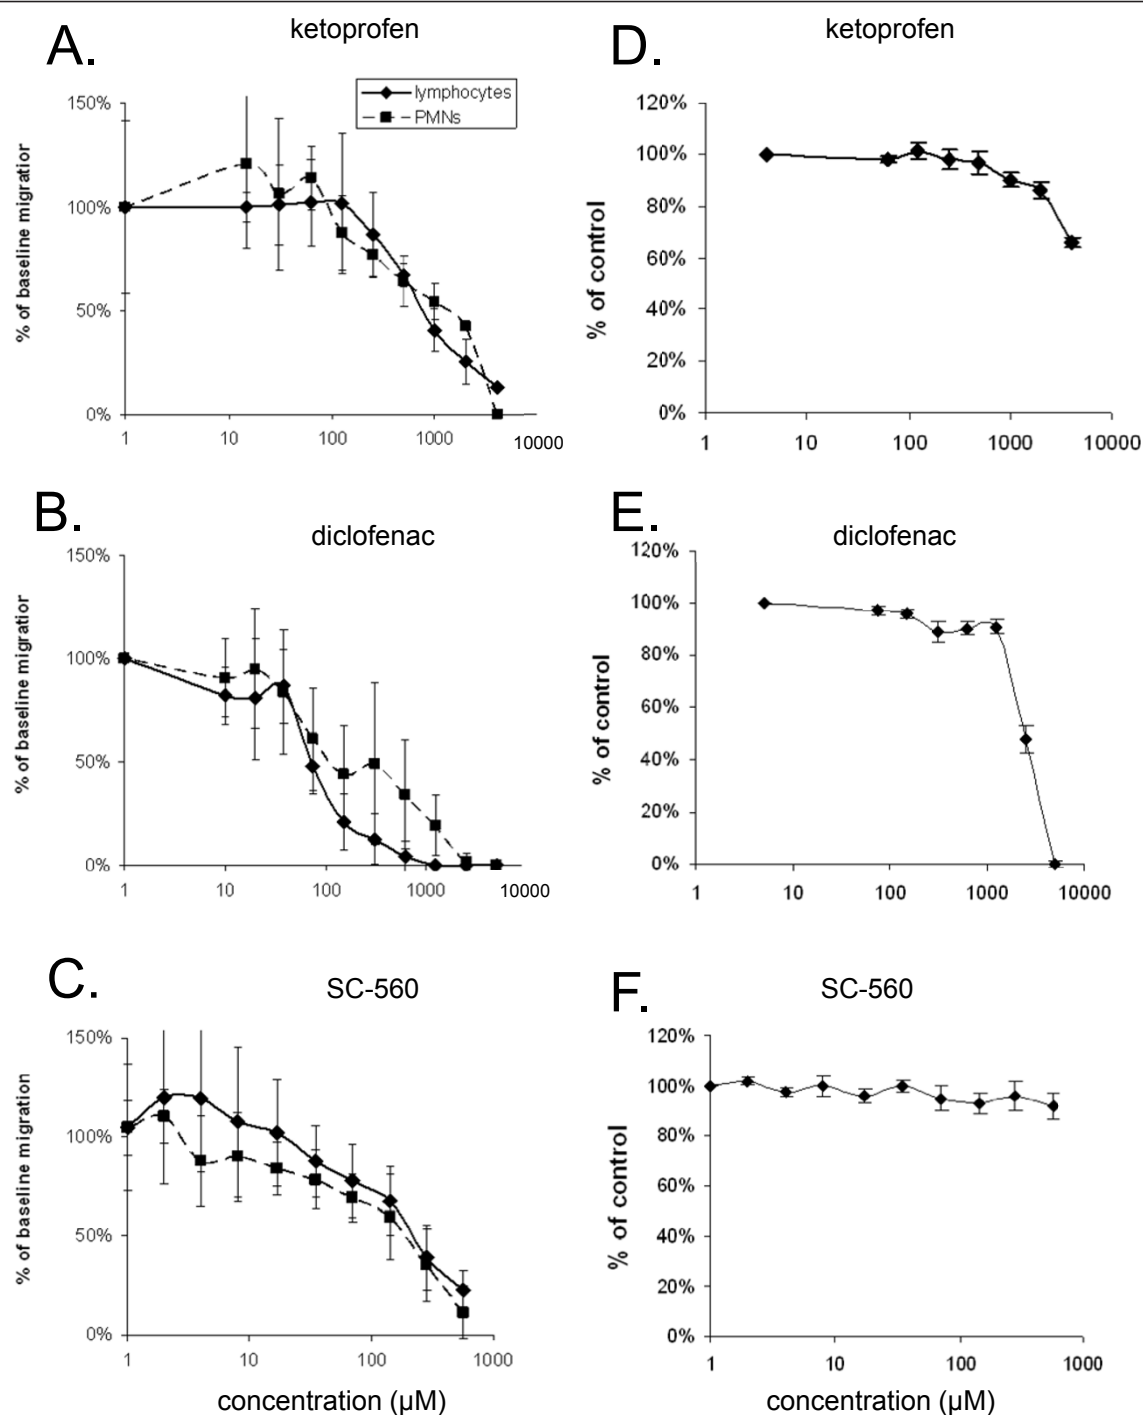 A.
ketoprofen
lymphocytes
PMNs
% of baseline migratior
150%
100%
50%
0%
1
10
100
1000
10000
D.
ketoprofen
% of control
120%
100%
80%
60%
40%
20%
0%
1
10
100
1000
10000
B.
diclofenac
% of baseline migratior
150%
100%
50%
0%
1
10
100
1000
10000
E.
diclofenac
% of control
120%
100%
80%
60%
40%
20%
0%
1
10
100
1000
10000
C.
SC-560
% of baseline migration
150%
100%
50%
0%
1
10
100
1000
concentration (µM)
F.
SC-560
% of control
120%
100%
80%
60%
40%
20%
0%
1
10
100
1000
concentration (µM)